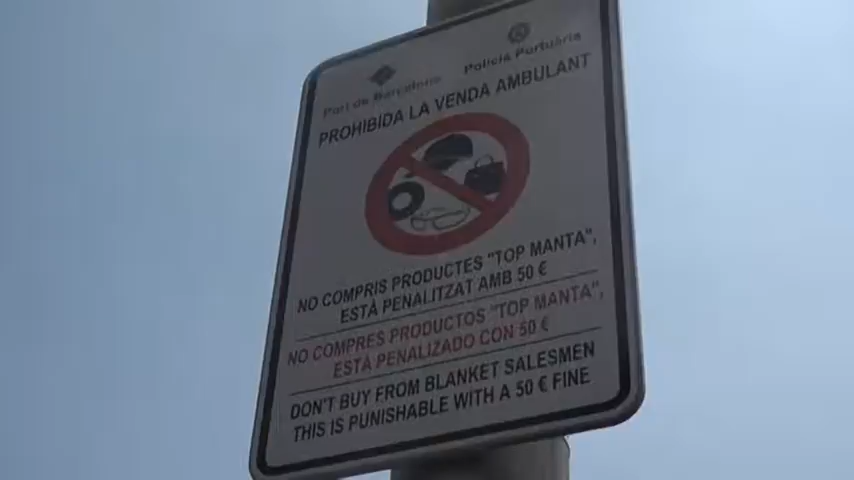 Port de Barcelona
Policia Portuària
PROHIBIDA LA VENDA AMBULANT
NO COMPRIS PRODUCTES "TOP MANTA",
ESTÀ PENALITZAT AMB 50 €
NO COMPRES PRODUCTOS "TOP MANTA",
ESTÁ PENALIZADO CON 50 €
DON'T BUY FROM BLANKET SALESMEN
THIS IS PUNISHABLE WITH A 50 € FINE